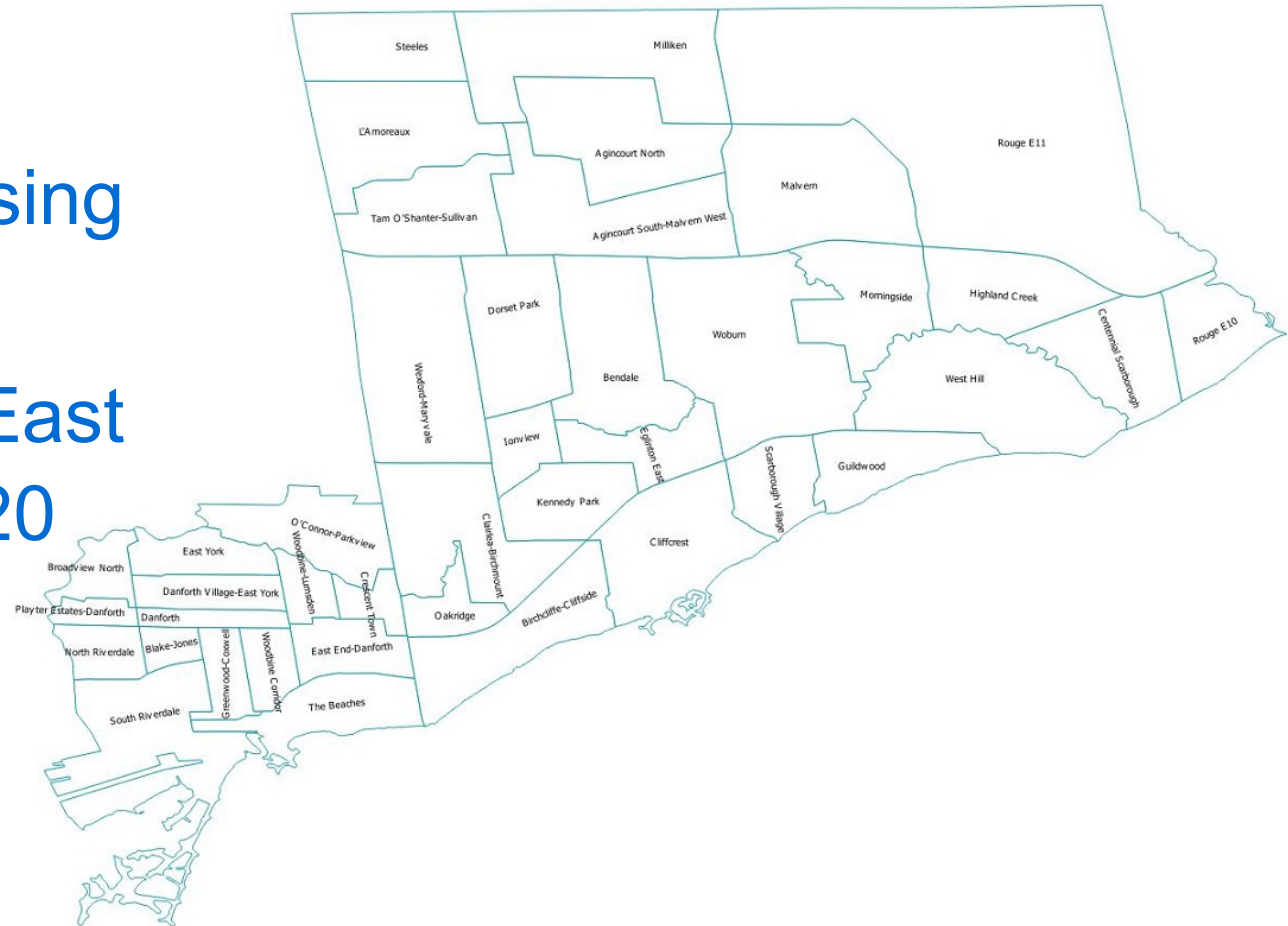 sing
East
20
Steeles
Milliken
L'Amoreaux
Agincourt North
Rouge E11
Malvern
Tam O'Shanter-Sullivan
Agincourt South-Malvern West
Dorset Park
Morningside
Highland Creek
Woburn
Centennial Scarborough
Rouge E10
Wexford-Maryvale
Bendale
West Hill
Ionview
Eglinton East
Scarborough Village
Guildwood
Kennedy Park
Clairlea-Birchmount
Cliffcrest
O'Connor-Parkview
East York
Woodbine-Lumsden
Crescent Town
Broadview North
Danforth Village-East York
Playter Estates-Danforth
Danforth
Oakridge
Birchcliffe-Cliffside
North Riverdale
Blake-Jones
Greenwood-Coxwell
Woodbine Corridor
East End-Danforth
South Riverdale
The Beaches